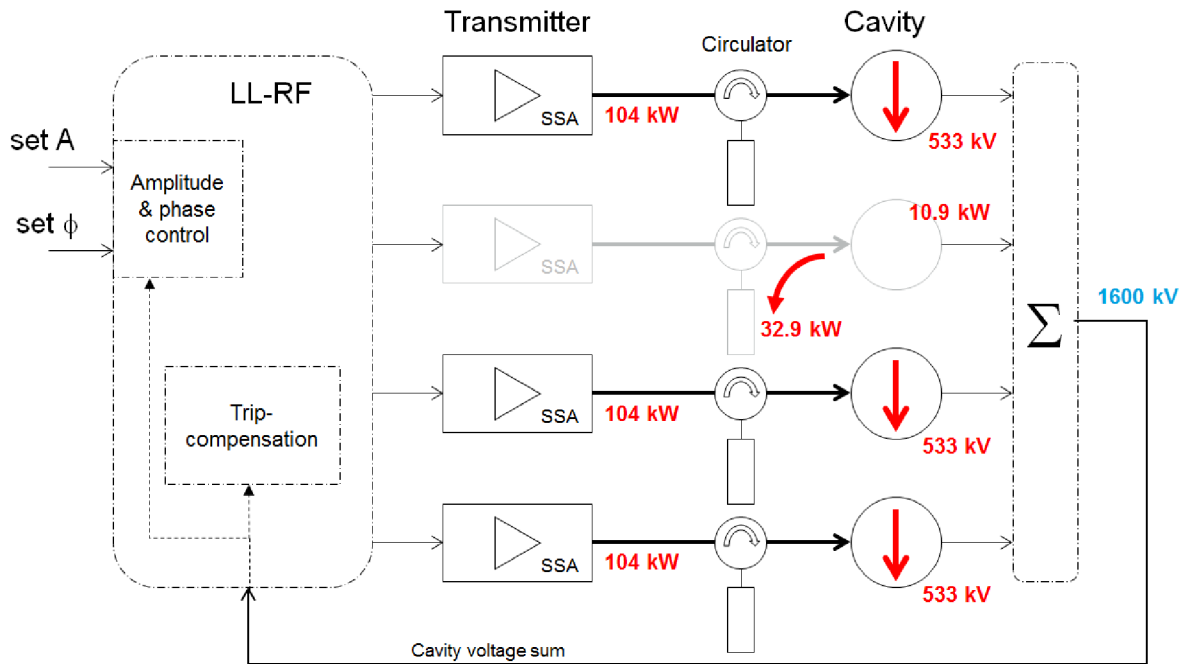 Transmitter
Cavity
Circulator
LL-RF
SSA
104 kW
533 kV
set A
Amplitude
& phase
control
set ϕ
SSA
10.9 kW
32.9 kW
1600 kV
Σ
Trip-
compensation
SSA
104 kW
533 kV
SSA
104 kW
533 kV
Cavity voltage sum